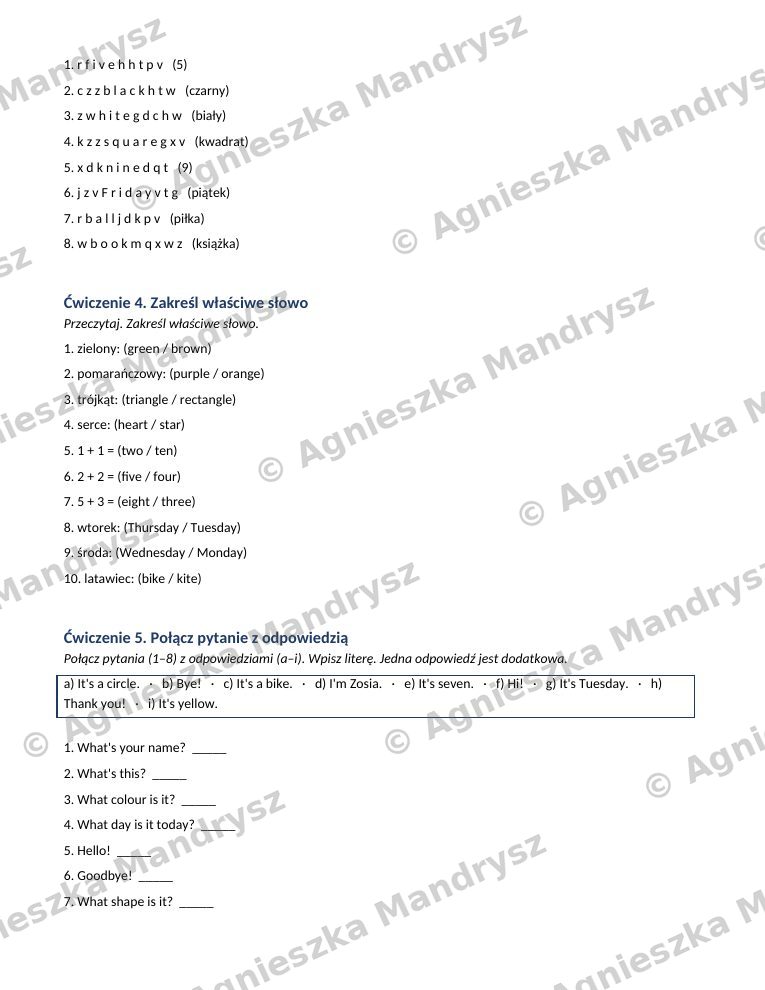 1. r f i v e h h t p v (5)
2. c z z b l a c k h t w (czarny)
3. z w h i t e g d c h w (biały)
4. k z z s q u a r e g x v (kwadrat)
5. x d k n i n e d q t (9)
6. j z v F r i d a y v t g (piątek)
7. r b a l l j d k p v (piłka)
8. w b o o k m q x w z (książka)
Ćwiczenie 4. Zakreśl właściwe słowo
Przeczytaj. Zakreśl właściwe słowo.
1. zielony: (green / brown)
2. pomarańczowy: (purple / orange)
3. trójkąt: (triangle / rectangle)
4. serce: (heart / star)
5. 1 + 1 = (two / ten)
6. 2 + 2 = (five / four)
7. 5 + 3 = (eight / three)
8. wtorek: (Thursday / Tuesday)
9. środa: (Wednesday / Monday)
10. latawiec: (bike / kite)
Ćwiczenie 5. Połącz pytanie z odpowiedzią
Połącz pytania (1–8) z odpowiedziami (a–i). Wpisz literę. Jedna odpowiedź jest dodatkowa.
a) It's a circle. · b) Bye! · c) It's a bike. · d) I'm Zosia. · e) It's seven. · f) Hi! · g) It's Tuesday. · h)
Thank you! · i) It's yellow.
1. What's your name? _____
2. What's this? _____
3. What colour is it? _____
4. What day is it today? _____
5. Hello! _____
6. Goodbye! _____
7. What shape is it? _____
© Agnieszka Mandrysz